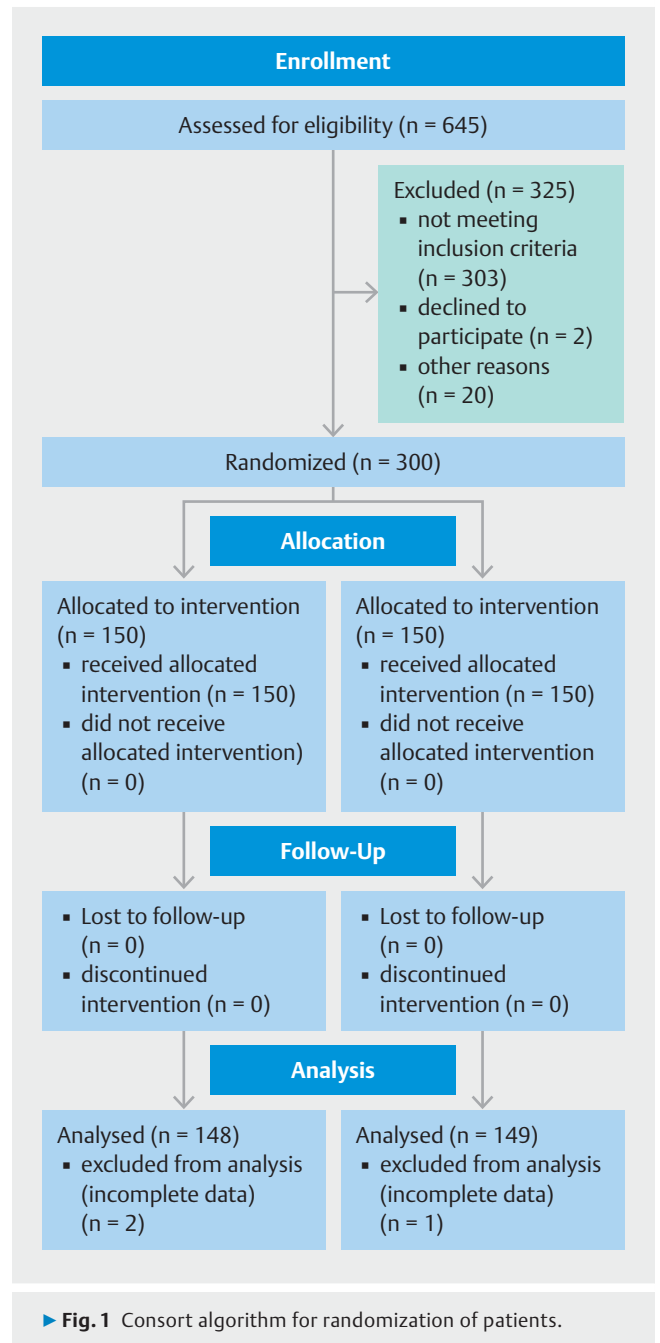 Enrollment
Assessed for eligibility (n = 645)
Excluded (n = 325)
▪ not meeting
inclusion criteria
(n = 303)
▪ declined to
participate (n = 2)
▪ other reasons
(n = 20)
Randomized (n = 300)
Allocation
Allocated to intervention
(n = 150)
▪ received allocated
intervention (n = 150)
▪ did not receive
allocated intervention)
(n = 0)
Allocated to intervention
(n = 150)
▪ received allocated
intervention (n = 150)
▪ did not receive
allocated intervention
(n = 0)
Follow-Up
▪ Lost to follow-up
(n = 0)
▪ discontinued
intervention (n = 0)
▪ Lost to follow-up
(n = 0)
▪ discontinued
intervention (n = 0)
Analysis
Analysed (n = 148)
▪ excluded from analysis
(incomplete data)
(n = 2)
Analysed (n = 149)
▪ excluded from analysis
(incomplete data)
(n = 1)
▶ Fig. 1 Consort algorithm for randomization of patients.